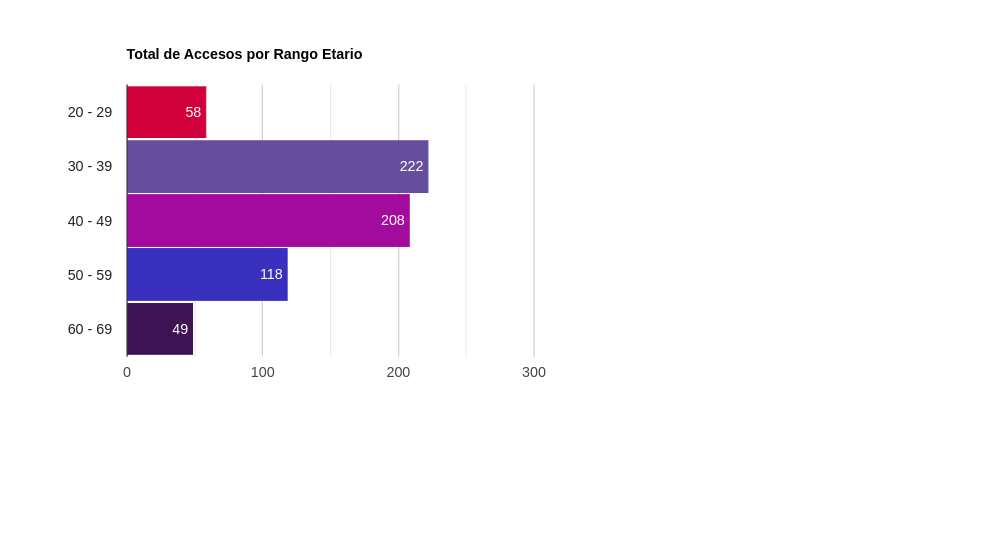 Total de Accesos por Rango Etario
20 - 29 58
30 - 39 222
40 - 49 208
50 - 59 118
60 - 69 49
0 100 200 300